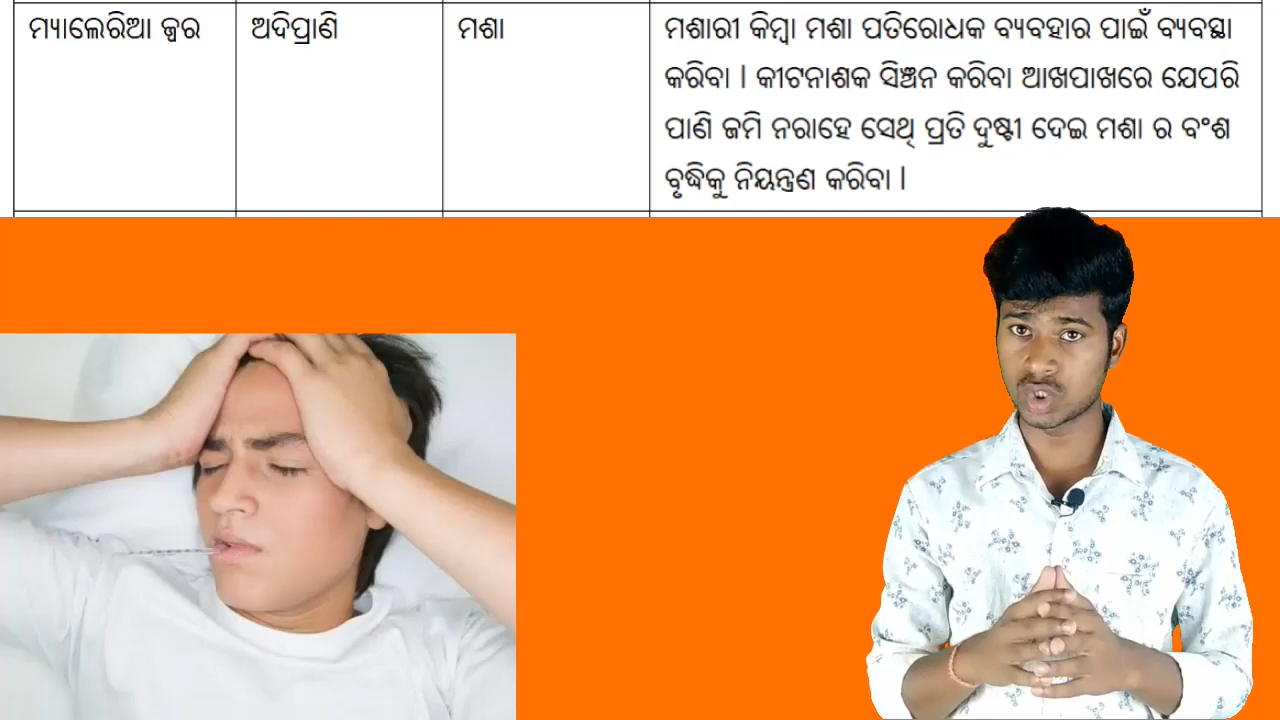 ମ୍ୟାଲେରିଆ ଜ୍ଵର
ଅଦିପ୍ରାଣି
ମଶା
ମଶାରୀ କିମ୍ବା ମଶା ପତିରୋଧକ ବ୍ୟବହାର ପାଇଁ ବ୍ୟବସ୍ଥା
କରିବା | କୀଟନାଶକ ସିଞ୍ଚନ କରିବା ଆଖପାଖରେ ଯେପରି
ପାଣି ଜମି ନରାହେ ସେଥି ପ୍ରତି ଦୁଷ୍ଟୀ ଦେଇ ମଶା ର ବଂଶ
ବୃଦ୍ଧିକୁ ନିୟନ୍ତ୍ରଣ କରିବା |